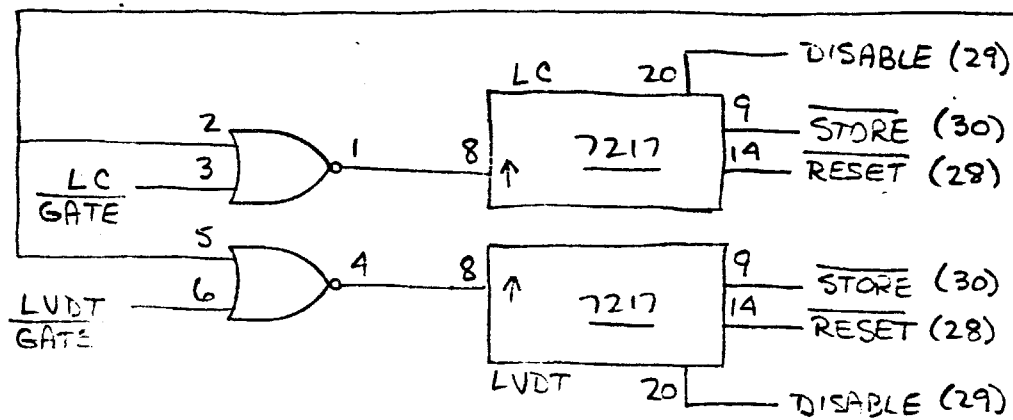 LC 20 DISABLE (29)
2 1 8 7217 9 STORE (30)
3 14 RESET (28)
LC
GATE
5 4 8 7217 9 STORE (30)
6 14 RESET (28)
LVDT
GATE
LVDT 20 DISABLE (29)